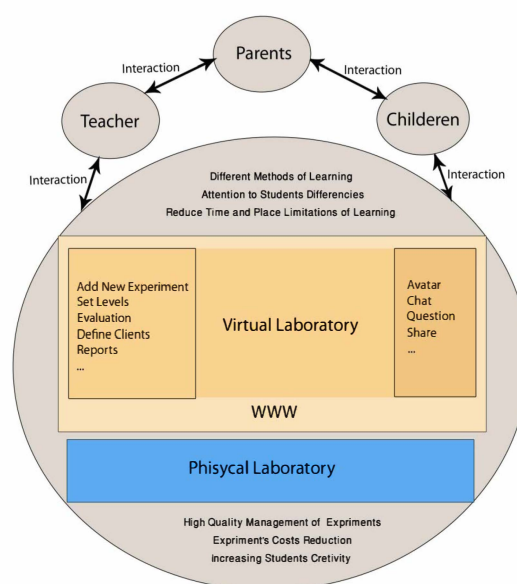 Parents
Interaction
Interaction
Teacher
Childeren
Interaction
Interaction
Different Methods of Learning
Attention to Students Differencies
Reduce Time and Place Limitations of Learning
Add New Experiment
Set Levels
Evaluation
Define Clients
Reports
...
Virtual Laboratory
Avatar
Chat
Question
Share
...
WWW
Phisycal Laboratory
High Quality Management of Expriments
Expriment's Costs Reduction
Increasing Students Cretivity